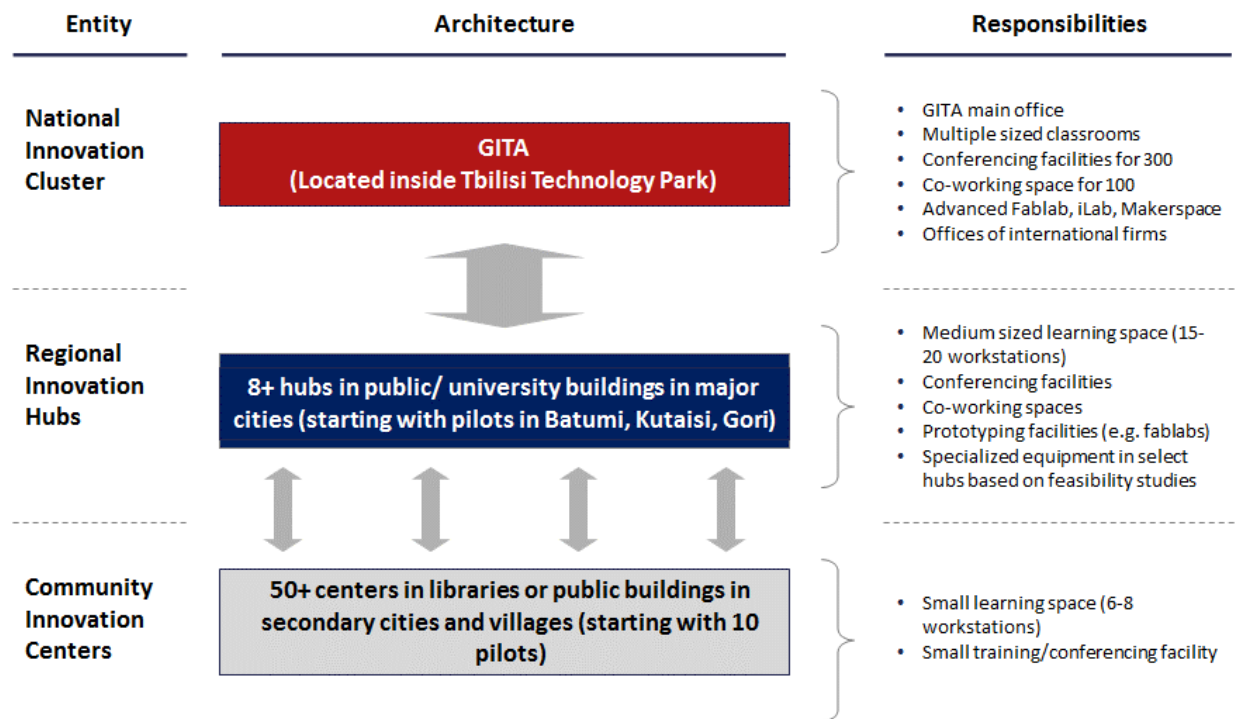 Entity
Architecture
Responsibilities
National
Innovation
Cluster
GITA
(Located inside Tbilisi Technology Park)
• GITA main office
• Multiple sized classrooms
• Conferencing facilities for 300
• Co-working space for 100
• Advanced Fablab, iLab, Makerspace
• Offices of international firms
Regional
Innovation
Hubs
8+ hubs in public/ university buildings in major
cities (starting with pilots in Batumi, Kutaisi, Gori)
• Medium sized learning space (15-
20 workstations)
• Conferencing facilities
• Co-working spaces
• Prototyping facilities (e.g. fablabs)
• Specialized equipment in select
hubs based on feasibility studies
Community
Innovation
Centers
50+ centers in libraries or public buildings in
secondary cities and villages (starting with 10
pilots)
• Small learning space (6-8
workstations)
• Small training/conferencing facility